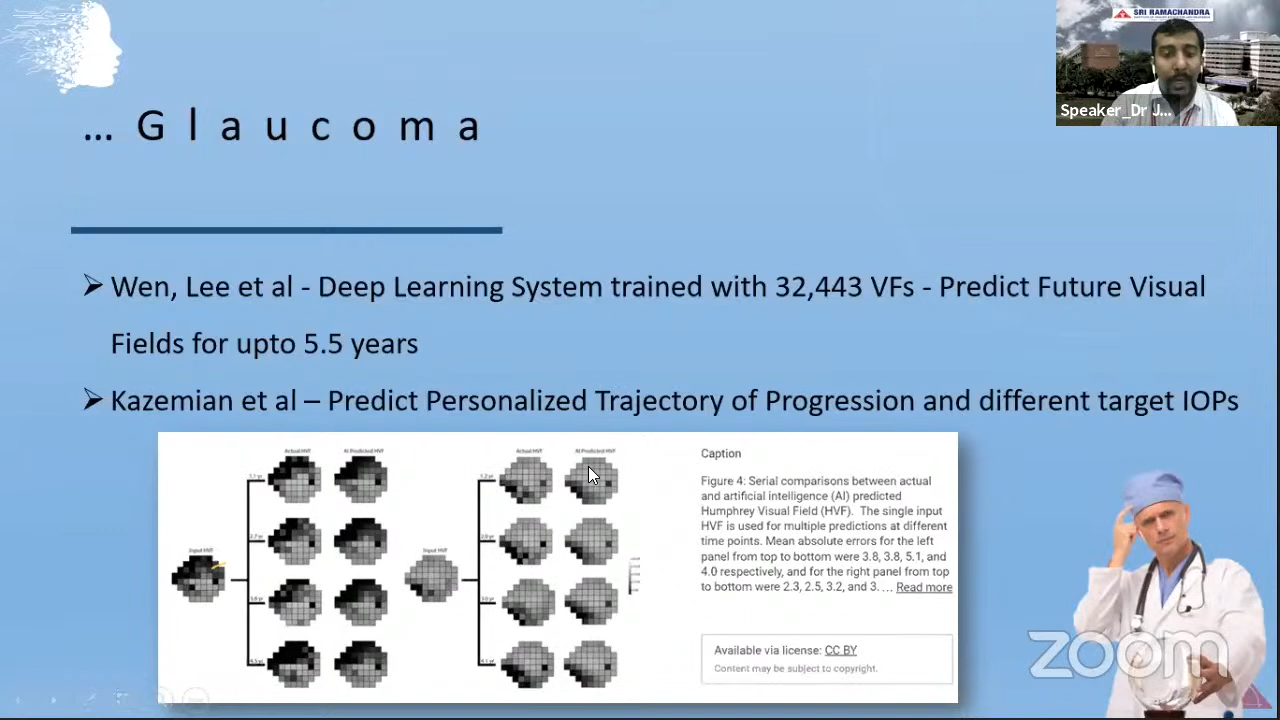 SRI RAMACHANDRA
Speaker_Dr J...
... Glaucoma
➢ Wen, Lee et al - Deep Learning System trained with 32,443 VFs - Predict Future Visual
Fields for upto 5.5 years
➢ Kazemian et al – Predict Personalized Trajectory of Progression and different target IOPs
Actual HVF
AI Predicted HVF
Actual HVF
AI Predicted HVF
Input HVF
Input HVF
Caption
Figure 4: Serial comparisons between actual
and artificial intelligence (AI) predicted
Humphrey Visual Field (HVF). The single input
HVF is used for multiple predictions at different
time points. Mean absolute errors for the left
panel from top to bottom were 3.8, 3.8, 5.1, and
4.0 respectively, and for the right panel from top
to bottom were 2.3, 2.5, 3.2, and 3. ... Read more
Available via license: CC BY
Content may be subject to copyright.
zoom